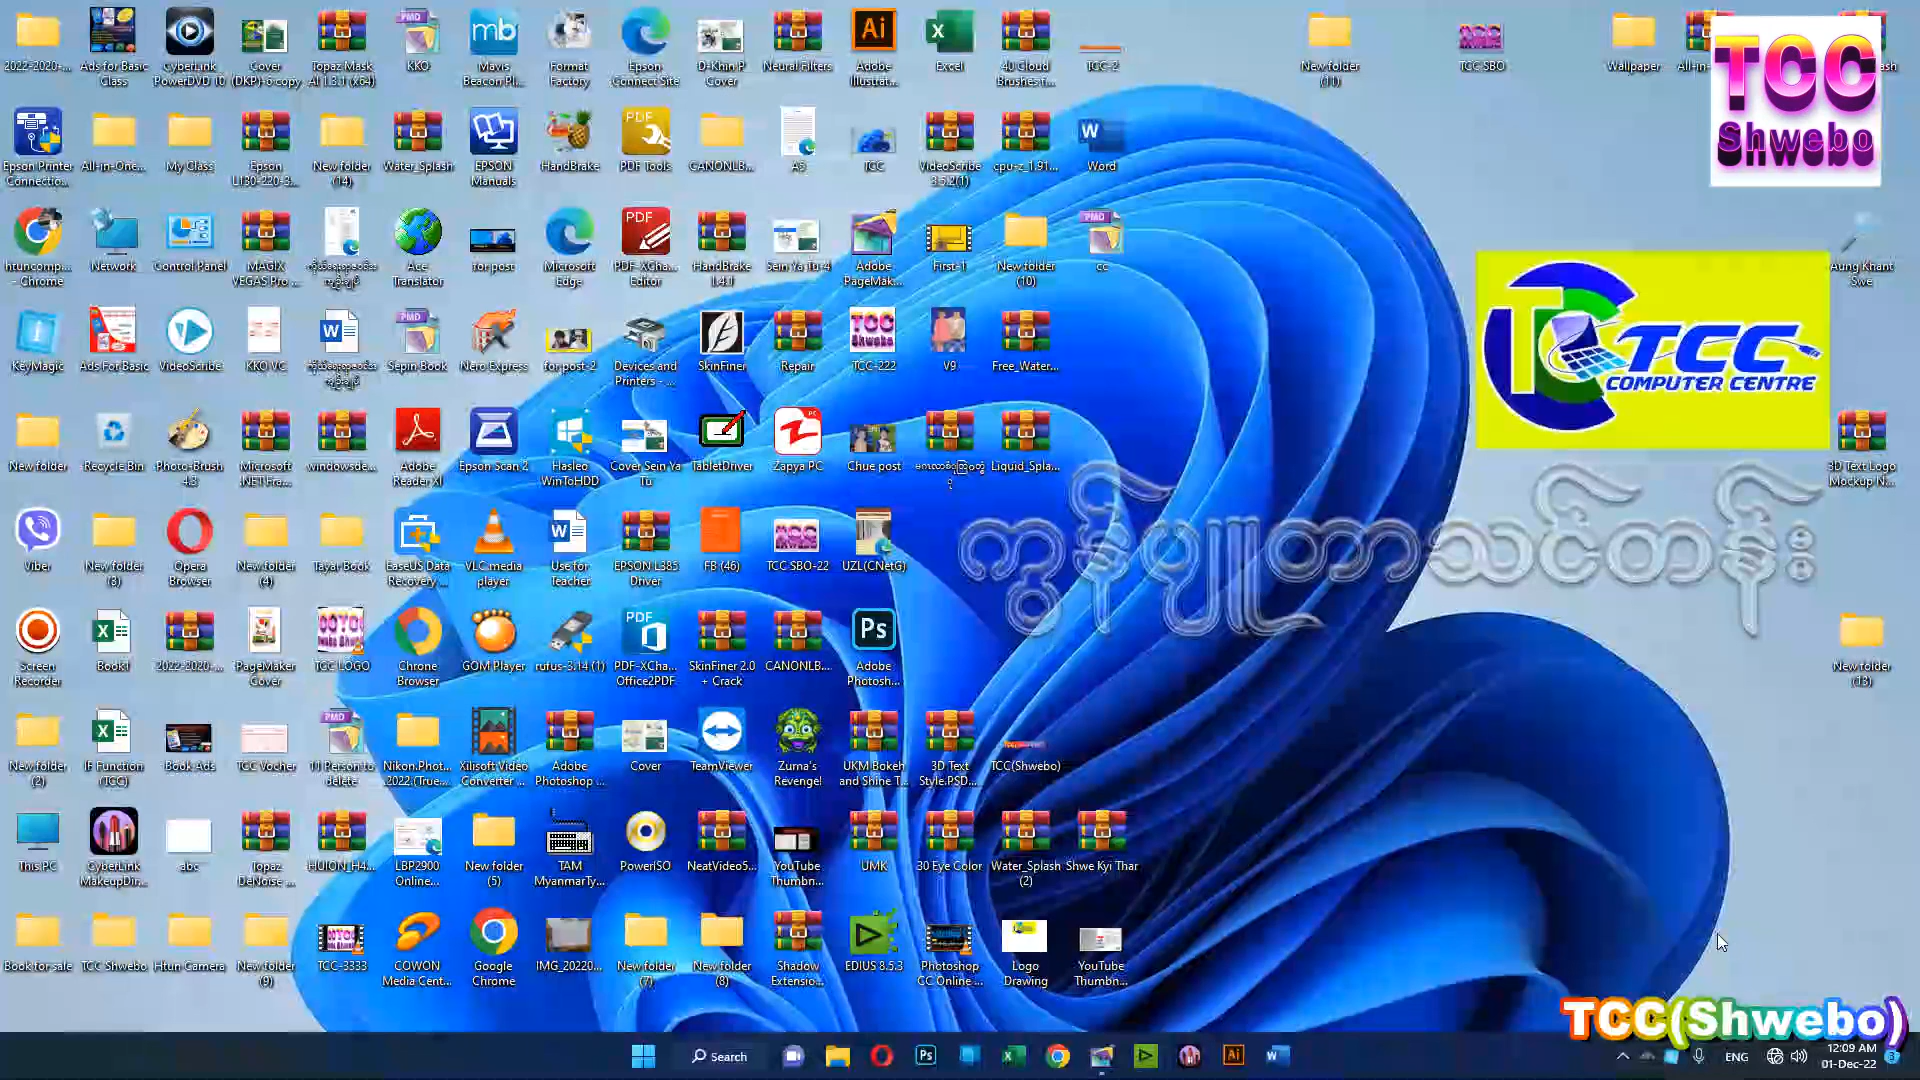 2022-2020-...
Ads for Basic Class
CyberLink PowerDVD 10
Cover (DKP)-6 copy
Topaz Mask AI 1.3.1 (x64)
KKO
Mavis Beacon Pl...
Format Factory
Epson Connect Site
D-Khin P Cover
Neural Filters
Adobe Illustrat...
Excel
40 Cloud Brushes f...
TCC-2
New folder (11)
TCC SBO
Wallpaper
TCC
Shwebo
Epson Printer Connectio...
All-in-One...
My Class
Epson L130-220-3...
New folder (14)
Water_Splash
EPSON Manuals
HandBrake
PDF Tools
CANONLB...
A5
TCC
VideoScribe 3.5.2(1)
cpu-z_1.91...
Word
htuncomp... - Chrome
Network
Control Panel
MAGIX VEGAS Pro ...
Ace Translator
for post
Microsoft Edge
PDF-XCha... Editor
HandBrake 1.4.1
Sein Ya Tu-4
Adobe PageMak...
First-1
New folder (10)
cc
Aung Khant Swe
TCC
COMPUTER CENTRE
KeyMagic
Ads For Basic
VideoScribe
KKO VC
Sepin Book
Nero Express
for post-2
Devices and Printers - ...
SkinFiner
Repair
TCC-222
V9
Free_Water...
New folder
Recycle Bin
Photo-Brush 4.3
Microsoft .NET Fra...
windowsde...
Adobe Reader XI
Epson Scan 2
Hasleo WinToHDD
Cover Sein Ya Tu
TabletDriver
Zapya PC
Chue post
Liquid_Spla...
3D Text Logo Mockup N...
ကွန်ပျူတာသင်တန်း
Viber
New folder (3)
Opera Browser
New folder (4)
Tayar Book
EaseUS Data Recovery ...
VLC media player
Use for Teacher
EPSON L385 Driver
FB (46)
TCC SBO-22
UZL(CNetG)
Screen Recorder
Book1
2022-2020-...
PageMaker Cover
TCC LOGO
Chrome Browser
GOM Player
rufus-3.14 (1)
PDF-XCha... Office2PDF
SkinFiner 2.0 + Crack
CANONLB...
Adobe Photosh...
New folder (13)
New folder (2)
IF Function (TCC)
Book Ads
TCC Vocher
11 Person to delete
Nikon.Phot... 2022.(True...
Xilisoft Video Converter ...
Adobe Photoshop ...
Cover
TeamViewer
Zuma's Revenge!
UKM Bokeh and Shine T...
3D Text Style.PSD...
TCC(Shwebo)
This PC
CyberLink MakeupDir...
abc
Topaz DeNoise ...
HUION_H4...
LBP2900 Online...
New folder (5)
TAM MyanmarTy...
PowerISO
NeatVideo5...
YouTube Thumbn...
UMK
30 Eye Color
Water_Splash (2)
Shwe Kyi Thar
Book for sale
TCC Shwebo
Htun Camera
New folder (9)
TCC-3333
COWON Media Cent...
Google Chrome
IMG_20220...
New folder (7)
New folder (8)
Shadow Extensio...
EDIUS 8.5.3
Photoshop CC Online ...
Logo Drawing
YouTube Thumbn...
TCC(Shwebo)
Search
ENG
12:09 AM
01-Dec-22